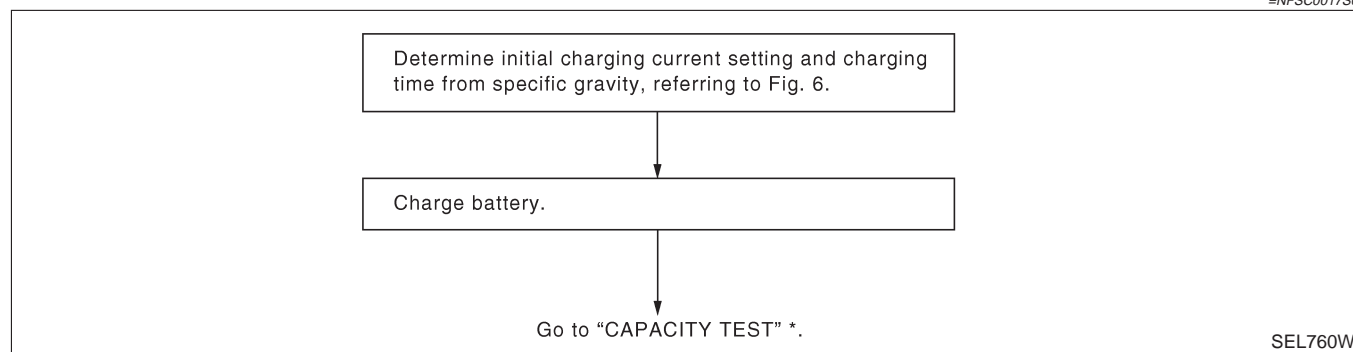 Determine initial charging current setting and charging
time from specific gravity, referring to Fig. 6.
Charge battery.
Go to “CAPACITY TEST” *.
SEL760W